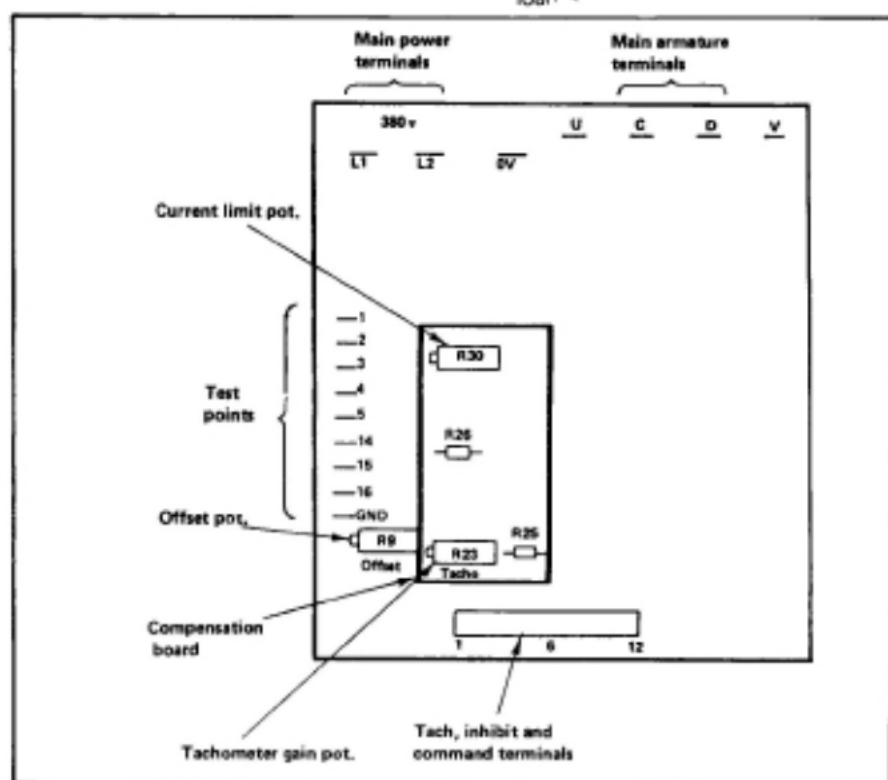 Main power
terminals
Main armature
terminals
380 v
U C D V
L1 L2 0V
Current limit pot.
1
2
3
4
5
14
15
16
GND
Test
points
R30
R26
Offset pot.
R9
R23
R25
Offset
Tacho
Compensation
board
1 6 12
Tachometer gain pot.
Tach, inhibit and
command terminals